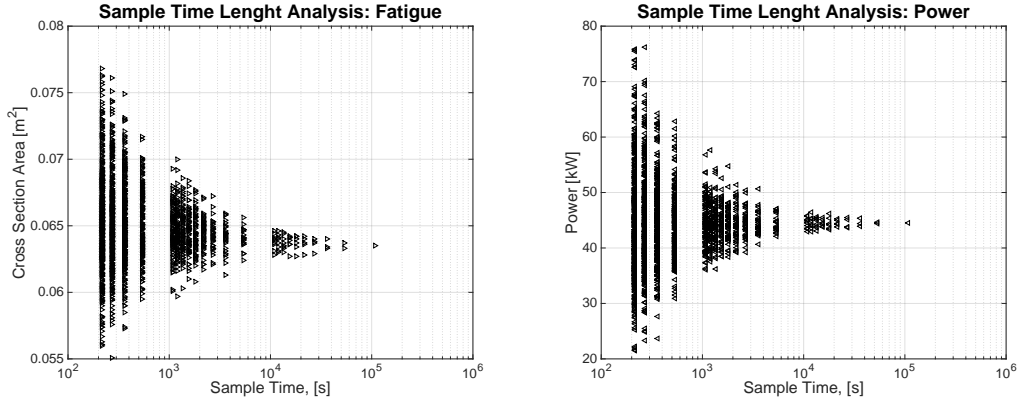 Sample Time Lenght Analysis: Fatigue
0.08
0.075
0.07
0.065
0.06
0.055
Cross Section Area [m²]
10² 10³ 10⁴ 10⁵ 10⁶
Sample Time, [s]
Sample Time Lenght Analysis: Power
80
70
60
50
40
30
20
Power [kW]
10² 10³ 10⁴ 10⁵ 10⁶
Sample Time, [s]